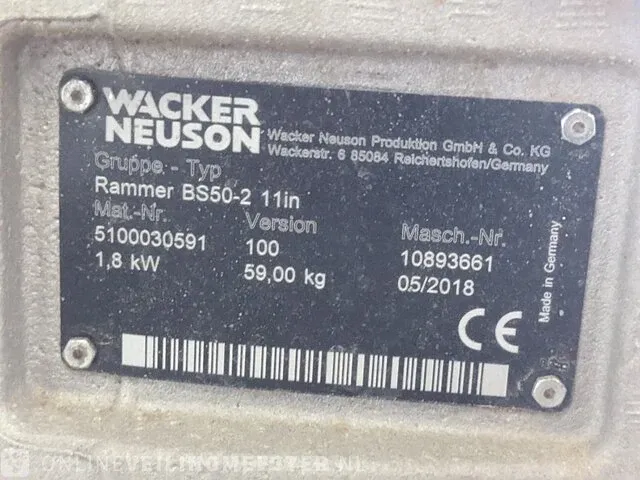 WACKER
NEUSON
Wacker Neuson Produktion GmbH & Co. KG
Wackerstr. 6 85084 Reichertshofen/Germany
Gruppe - Typ
Rammer BS50-2 11in
Mat.-Nr. Version Masch.-Nr.
5100030591 100 10893661
1,8 kW 59,00 kg 05/2018
Made in Germany
CE